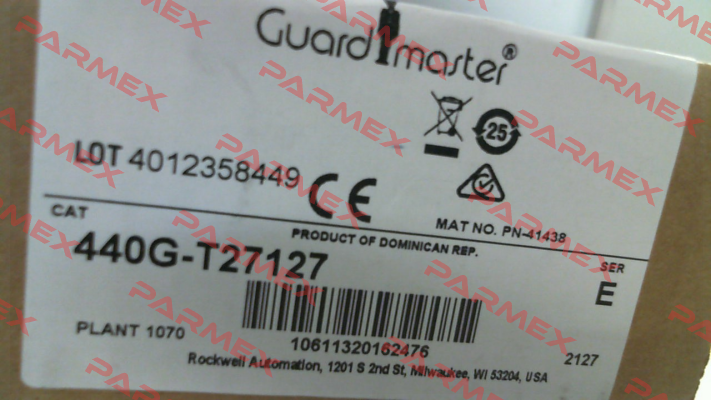 Guardmaster®
25
LOT 4012358449
CE
MAT NO. PN-41438
PRODUCT OF DOMINICAN REP.
CAT
440G-T27127
SER
E
10611320162476
PLANT 1070
2127
Rockwell Automation, 1201 S 2nd St, Milwaukee, WI 53204, USA
PARMEX